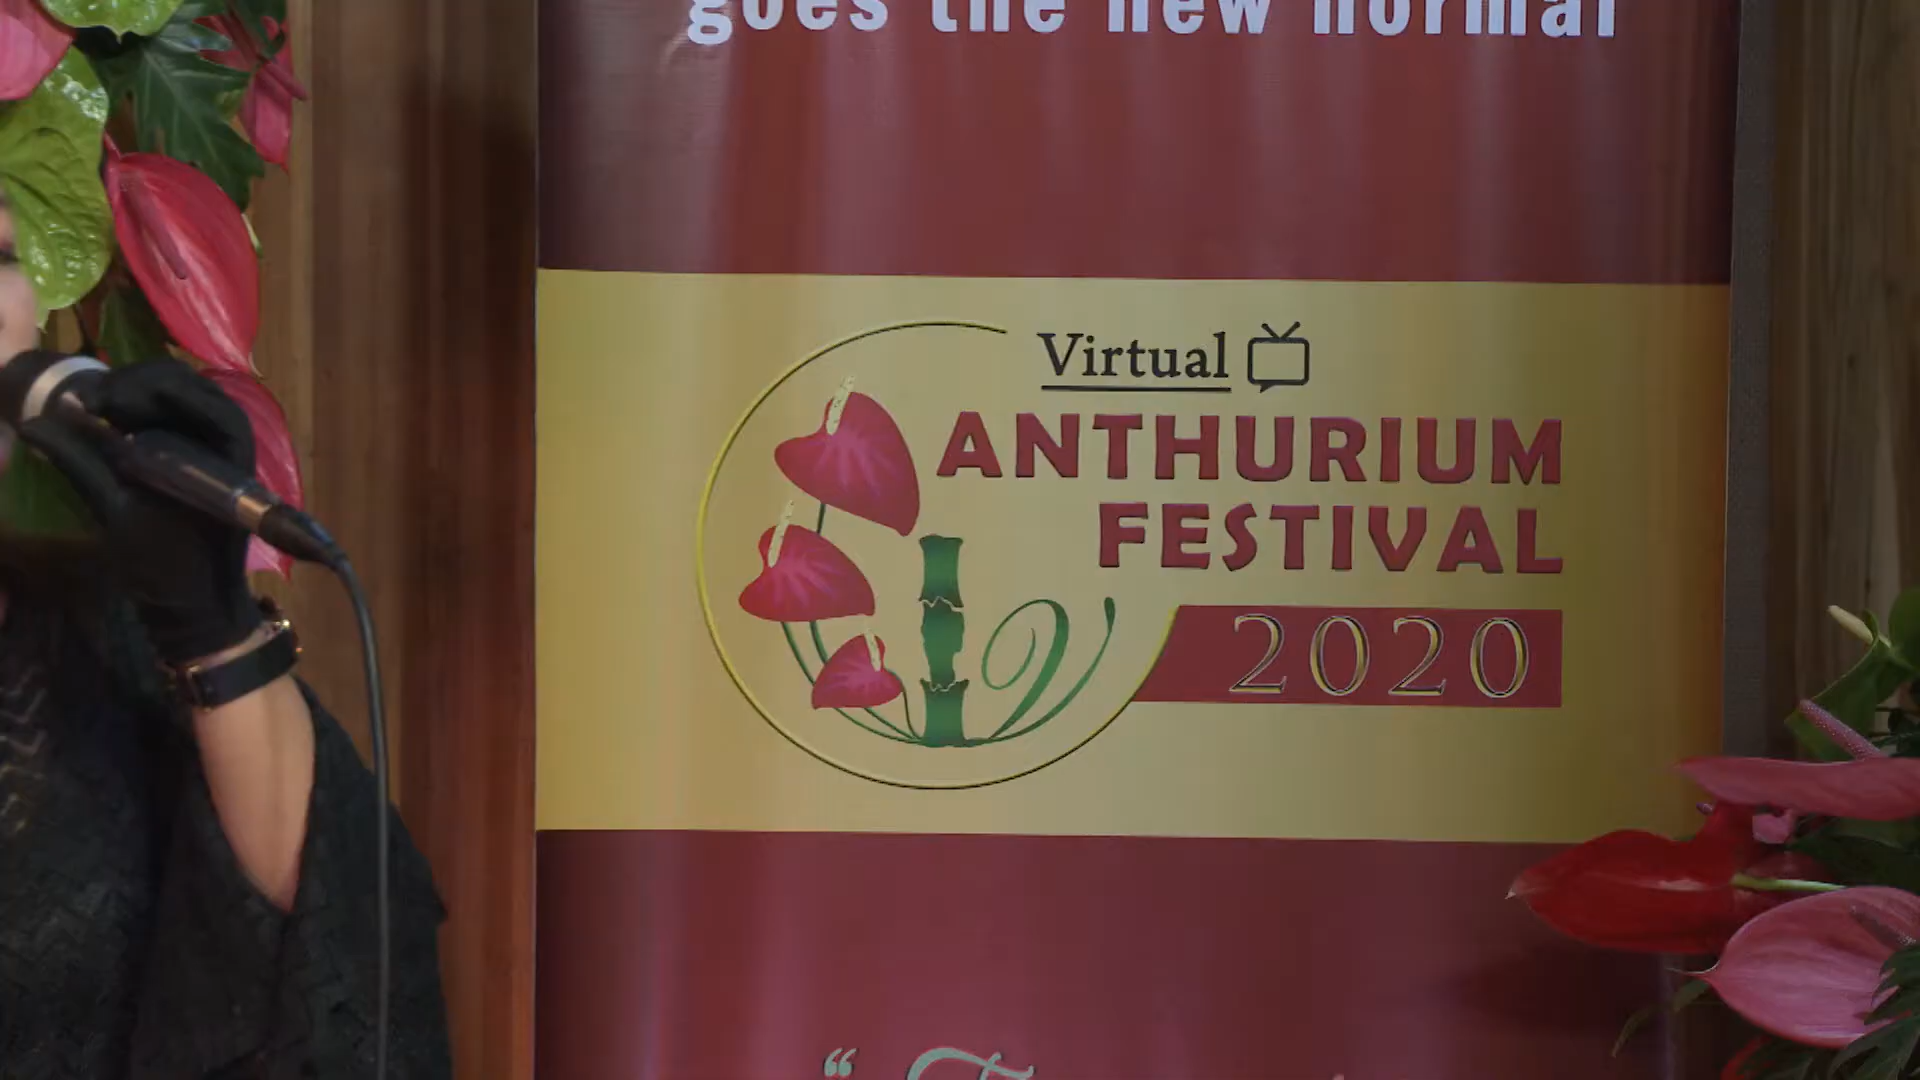 goes the new normal
Virtual
ANTHURIUM
FESTIVAL
2020